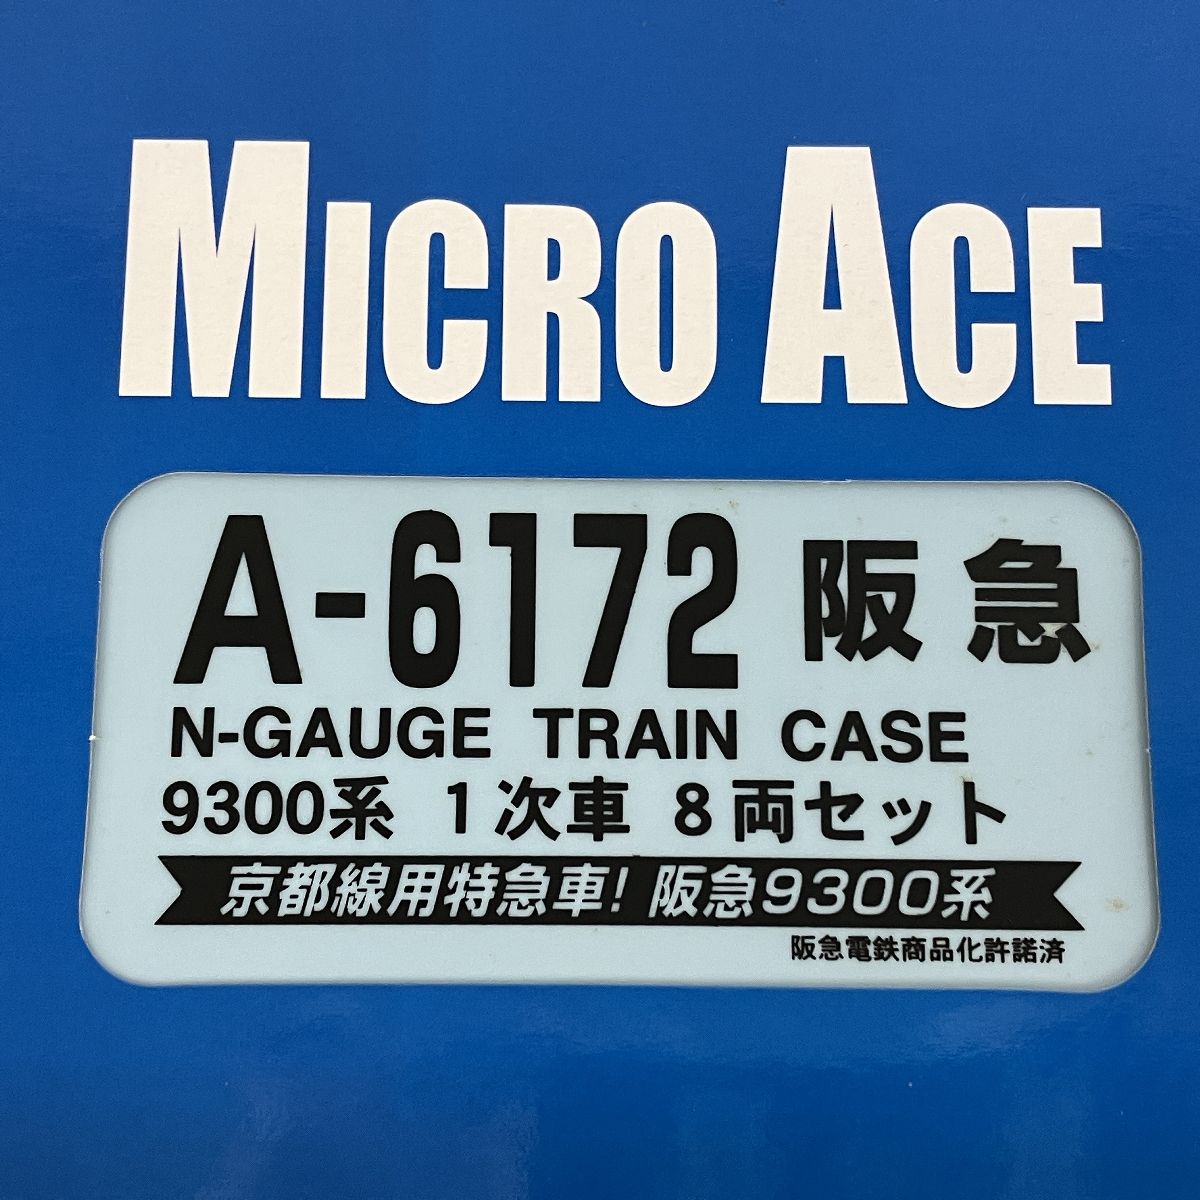 MICRO ACE
A-6172 阪急
N-GAUGE TRAIN CASE
9300系 1次車 8両セット
京都線用特急車! 阪急9300系
阪急電鉄商品化許諾済